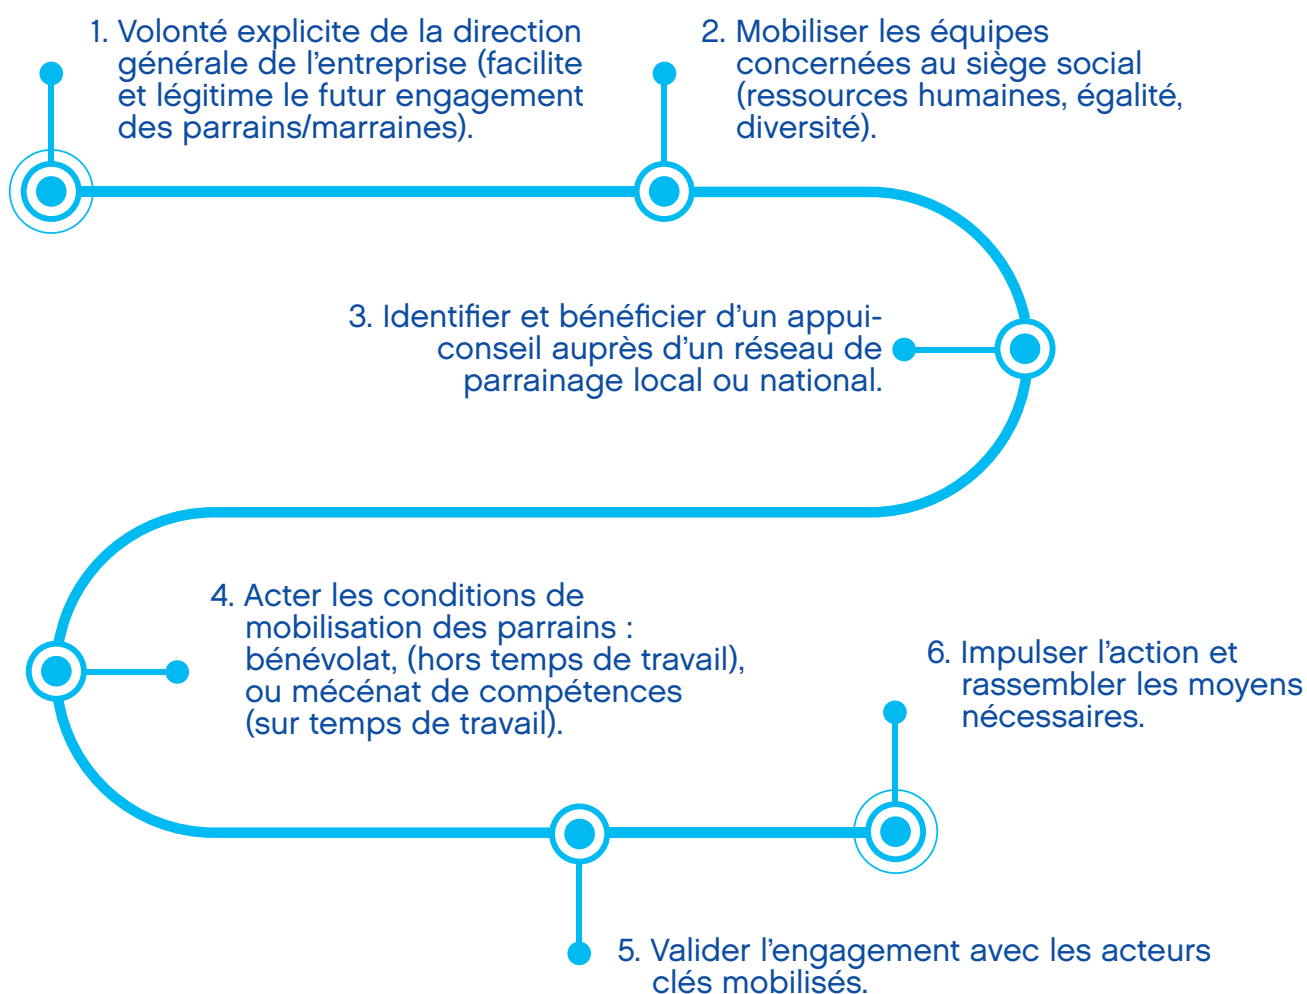 1. Volonté explicite de la direction
générale de l’entreprise (facilite
et légitime le futur engagement
des parrains/marraines).
2. Mobiliser les équipes
concernées au siège social
(ressources humaines, égalité,
diversité).
3. Identifier et bénéficier d’un appui-
conseil auprès d’un réseau de
parrainage local ou national.
4. Acter les conditions de
mobilisation des parrains :
bénévolat, (hors temps de travail),
ou mécénat de compétences
(sur temps de travail).
5. Valider l’engagement avec les acteurs
clés mobilisés.
6. Impulser l’action et
rassembler les moyens
nécessaires.